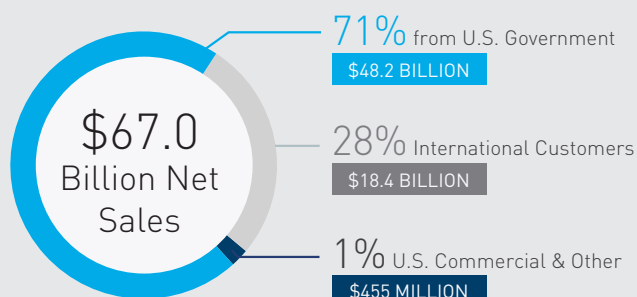 $67.0
Billion Net
Sales
71% from U.S. Government
$48.2 BILLION
28% International Customers
$18.4 BILLION
1% U.S. Commercial & Other
$455 MILLION